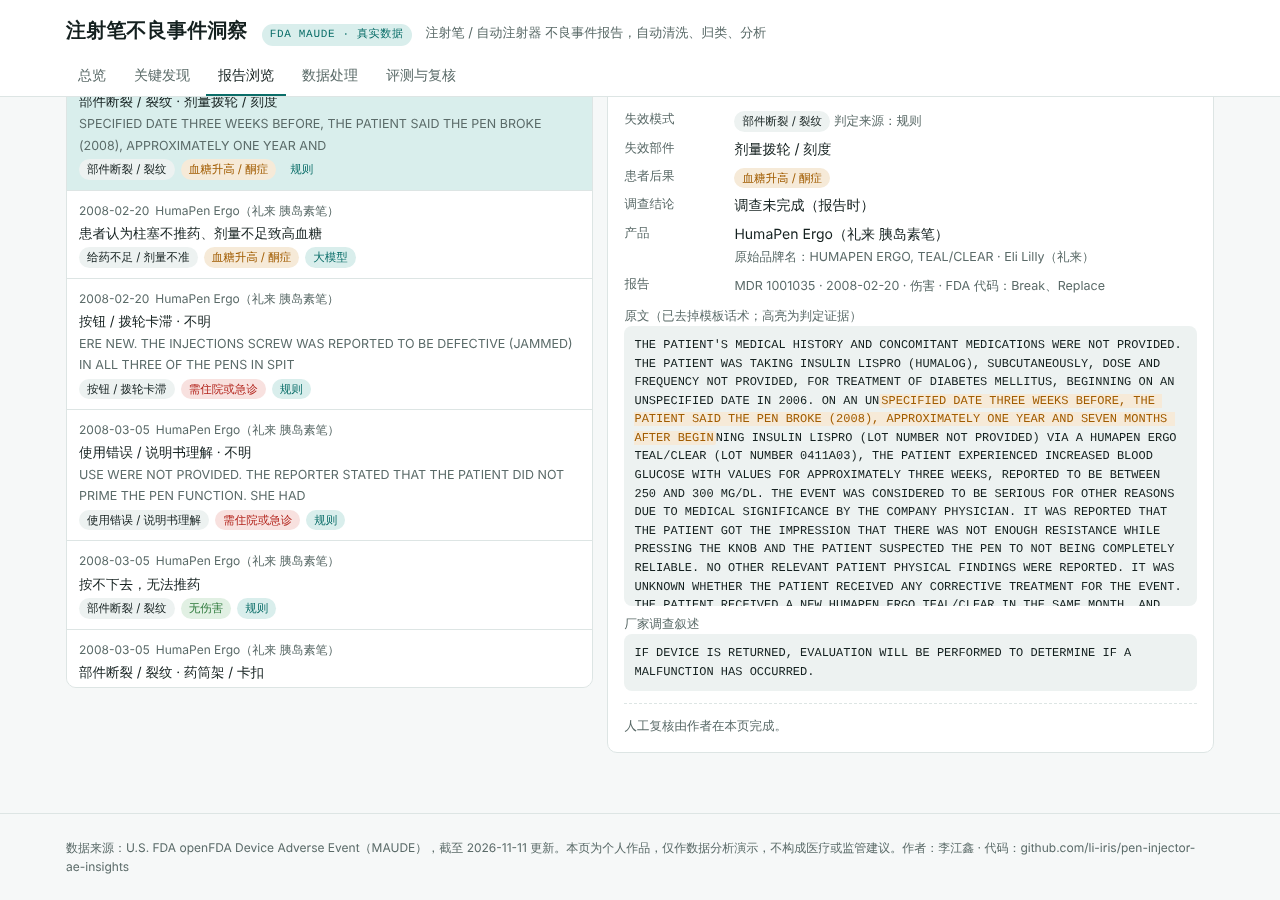 注射笔不良事件洞察 FDA MAUDE · 真实数据 注射笔 / 自动注射器 不良事件报告，自动清洗、归类、分析
总览 关键发现 报告浏览 数据处理 评测与复核
部件断裂 / 裂纹 · 剂量拨轮 / 刻度
SPECIFIED DATE THREE WEEKS BEFORE, THE PATIENT SAID THE PEN BROKE
(2008), APPROXIMATELY ONE YEAR AND
部件断裂 / 裂纹 血糖升高 / 酮症 规则
2008-02-20 HumaPen Ergo（礼来 胰岛素笔）
患者认为柱塞不推药、剂量不足致高血糖
给药不足 / 剂量不准 血糖升高 / 酮症 大模型
2008-02-20 HumaPen Ergo（礼来 胰岛素笔）
按钮 / 拨轮卡滞 · 不明
ERE NEW. THE INJECTIONS SCREW WAS REPORTED TO BE DEFECTIVE (JAMMED)
IN ALL THREE OF THE PENS IN SPIT
按钮 / 拨轮卡滞 需住院或急诊 规则
2008-03-05 HumaPen Ergo（礼来 胰岛素笔）
使用错误 / 说明书理解 · 不明
USE WERE NOT PROVIDED. THE REPORTER STATED THAT THE PATIENT DID NOT
PRIME THE PEN FUNCTION. SHE HAD
使用错误 / 说明书理解 需住院或急诊 规则
2008-03-05 HumaPen Ergo（礼来 胰岛素笔）
按不下去，无法推药
部件断裂 / 裂纹 无伤害 规则
2008-03-05 HumaPen Ergo（礼来 胰岛素笔）
部件断裂 / 裂纹 · 药筒架 / 卡扣
失效模式 部件断裂 / 裂纹 判定来源：规则
失效部件 剂量拨轮 / 刻度
患者后果 血糖升高 / 酮症
调查结论 调查未完成（报告时）
产品 HumaPen Ergo（礼来 胰岛素笔）
原始品牌名：HUMAPEN ERGO, TEAL/CLEAR · Eli Lilly（礼来）
报告 MDR 1001035 · 2008-02-20 · 伤害 · FDA 代码：Break、Replace
原文（已去掉模板话术；高亮为判定证据）
THE PATIENT'S MEDICAL HISTORY AND CONCOMITANT MEDICATIONS WERE NOT PROVIDED.
THE PATIENT WAS TAKING INSULIN LISPRO (HUMALOG), SUBCUTANEOUSLY, DOSE AND
FREQUENCY NOT PROVIDED, FOR TREATMENT OF DIABETES MELLITUS, BEGINNING ON AN
UNSPECIFIED DATE IN 2006. ON AN UNSPECIFIED DATE THREE WEEKS BEFORE, THE
PATIENT SAID THE PEN BROKE (2008), APPROXIMATELY ONE YEAR AND SEVEN MONTHS
AFTER BEGINNING INSULIN LISPRO (LOT NUMBER NOT PROVIDED) VIA A HUMAPEN ERGO
TEAL/CLEAR (LOT NUMBER 0411A03), THE PATIENT EXPERIENCED INCREASED BLOOD
GLUCOSE WITH VALUES FOR APPROXIMATELY THREE WEEKS, REPORTED TO BE BETWEEN
250 AND 300 MG/DL. THE EVENT WAS CONSIDERED TO BE SERIOUS FOR OTHER REASONS
DUE TO MEDICAL SIGNIFICANCE BY THE COMPANY PHYSICIAN. IT WAS REPORTED THAT
THE PATIENT GOT THE IMPRESSION THAT THERE WAS NOT ENOUGH RESISTANCE WHILE
PRESSING THE KNOB AND THE PATIENT SUSPECTED THE PEN TO NOT BEING COMPLETELY
RELIABLE. NO OTHER RELEVANT PATIENT PHYSICAL FINDINGS WERE REPORTED. IT WAS
UNKNOWN WHETHER THE PATIENT RECEIVED ANY CORRECTIVE TREATMENT FOR THE EVENT.
THE PATIENT RECEIVED A NEW HUMAPEN ERGO TEAL/CLEAR IN THE SAME MONTH, AND
厂家调查叙述
IF DEVICE IS RETURNED, EVALUATION WILL BE PERFORMED TO DETERMINE IF A
MALFUNCTION HAS OCCURRED.
人工复核由作者在本页完成。
数据来源：U.S. FDA openFDA Device Adverse Event（MAUDE），截至 2026-11-11 更新。本页为个人作品，仅作数据分析演示，不构成医疗或监管建议。作者：李江鑫 · 代码：github.com/li-iris/pen-injector-
ae-insights